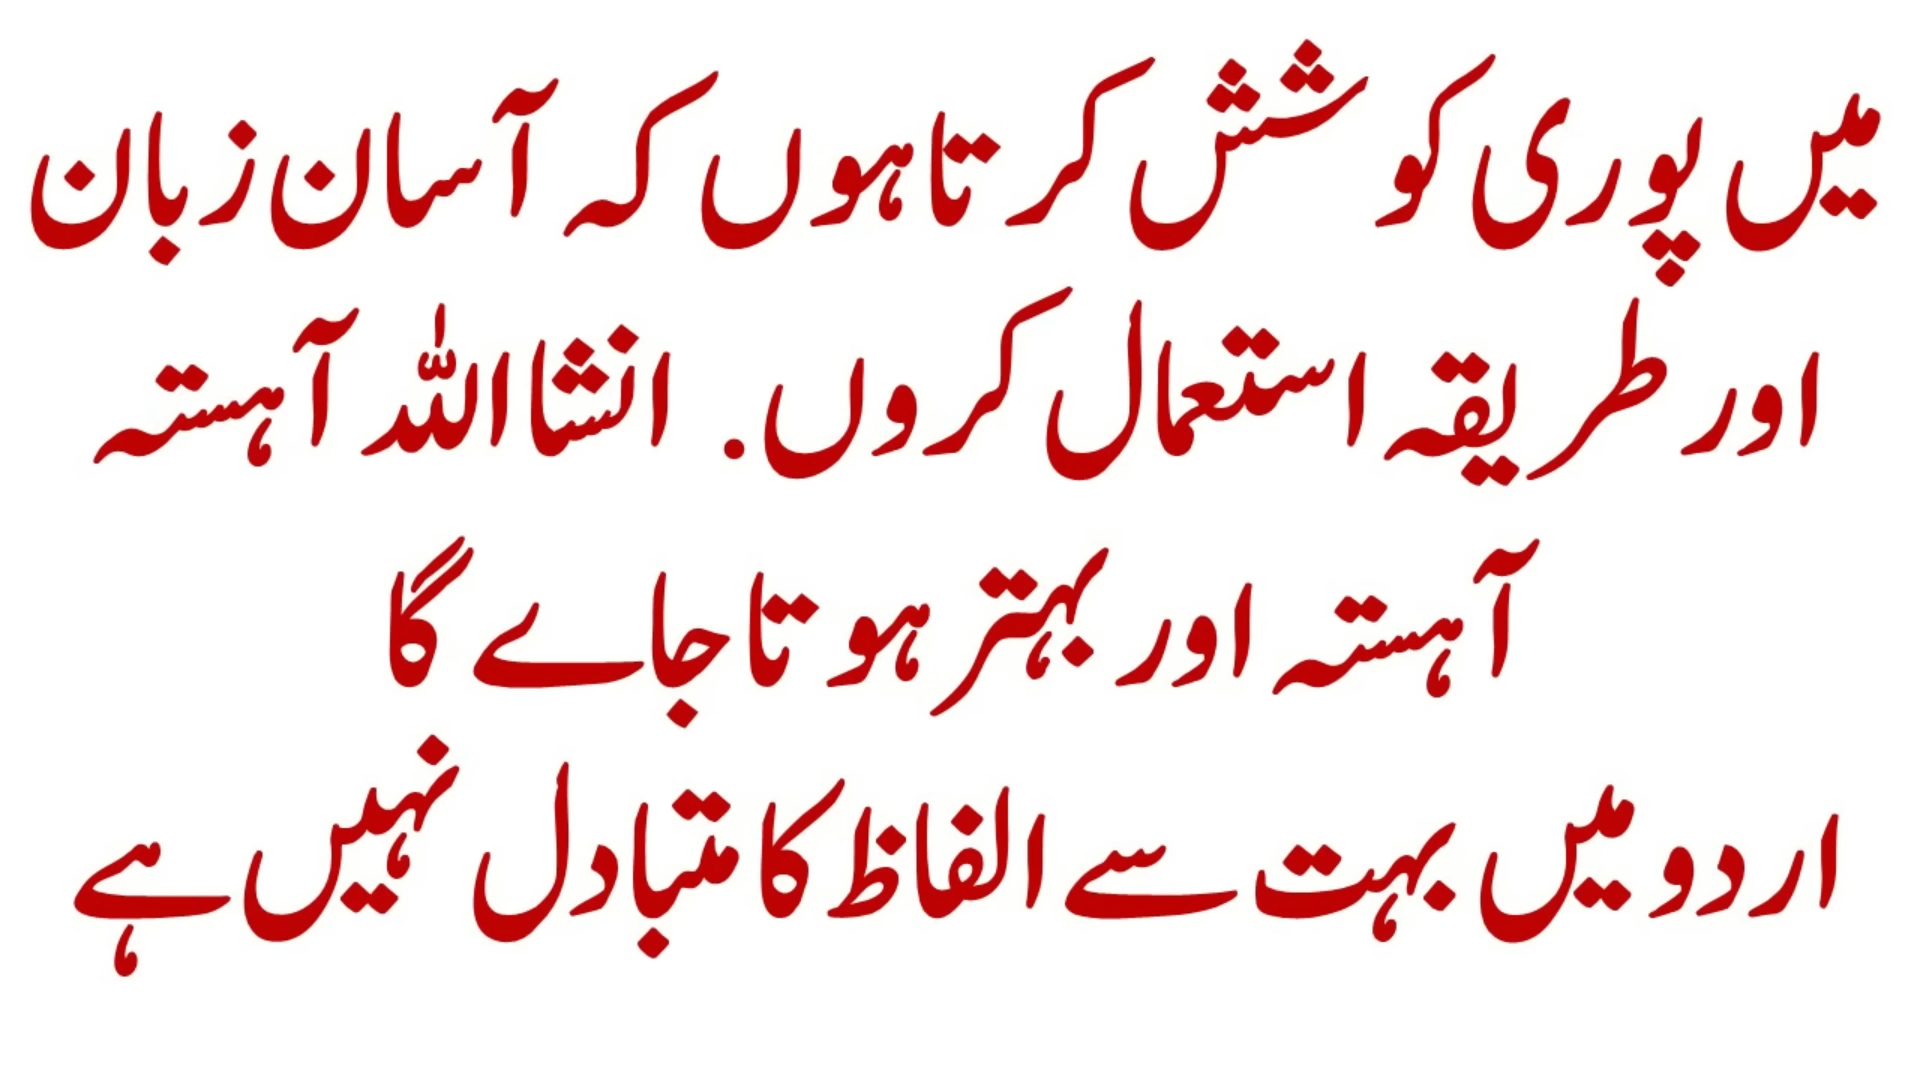 میں پوری کوشش کرتا ہوں کہ آسان زبان
اور طریقہ استعمال کروں. انشااللہ آہستہ
آہستہ اور بہتر ہوتا جاے گا
اردو میں بہت سے الفاظ کا متبادل نہیں ہے